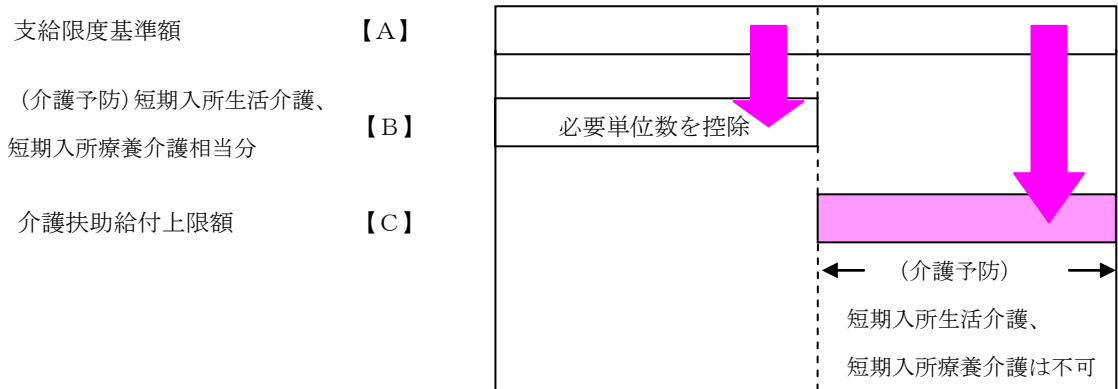 支給限度基準額　【A】
(介護予防)短期入所生活介護、
短期入所療養介護相当分
【B】
必要単位数を控除
介護扶助給付上限額　【C】
(介護予防)
短期入所生活介護、
短期入所療養介護は不可